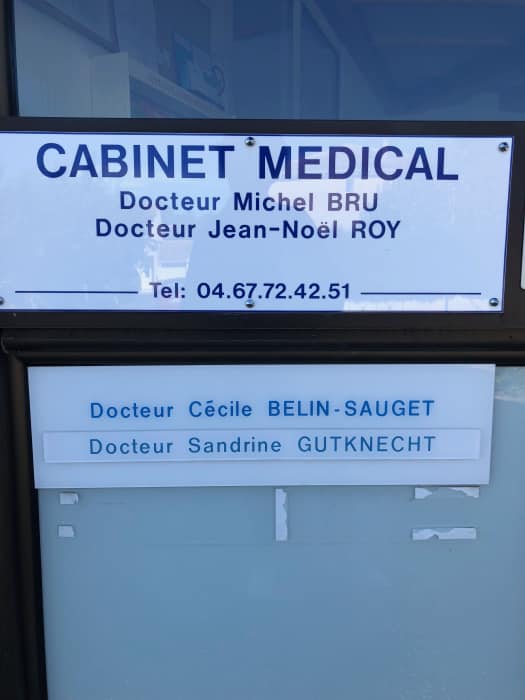 CABINET MEDICAL
Docteur Michel BRU
Docteur Jean-Noël ROY
Tel: 04.67.72.42.51
Docteur Cécile BELIN-SAUGET
Docteur Sandrine GUTKNECHT